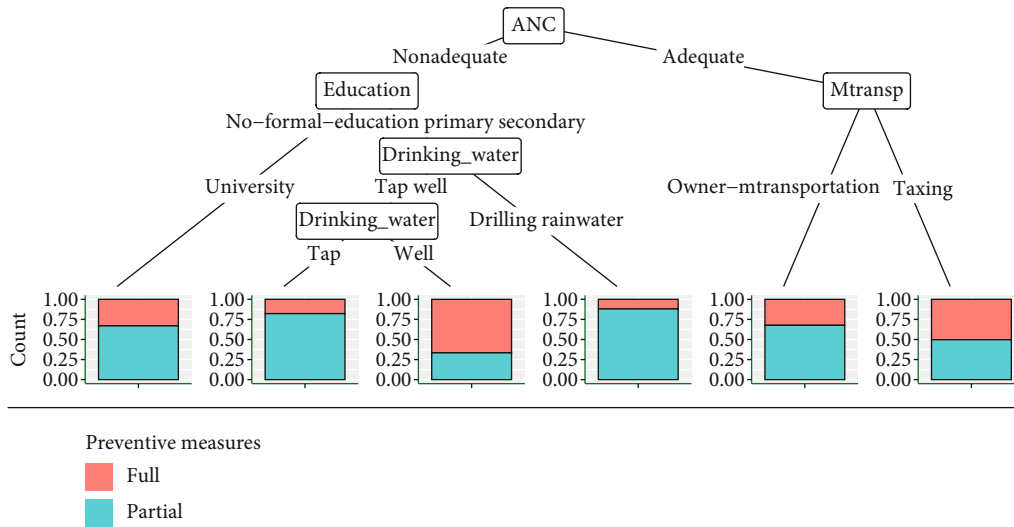 ANC
Nonadequate
Adequate
Education
Mtransp
No−formal−education primary secondary
Drinking_water
University
Tap well
Owner−mtransportation
Taxing
Drinking_water
Drilling rainwater
Tap
Well
Count
1.00
0.75
0.50
0.25
0.00
1.00
0.75
0.50
0.25
0.00
1.00
0.75
0.50
0.25
0.00
1.00
0.75
0.50
0.25
0.00
1.00
0.75
0.50
0.25
0.00
1.00
0.75
0.50
0.25
0.00
Preventive measures
Full
Partial